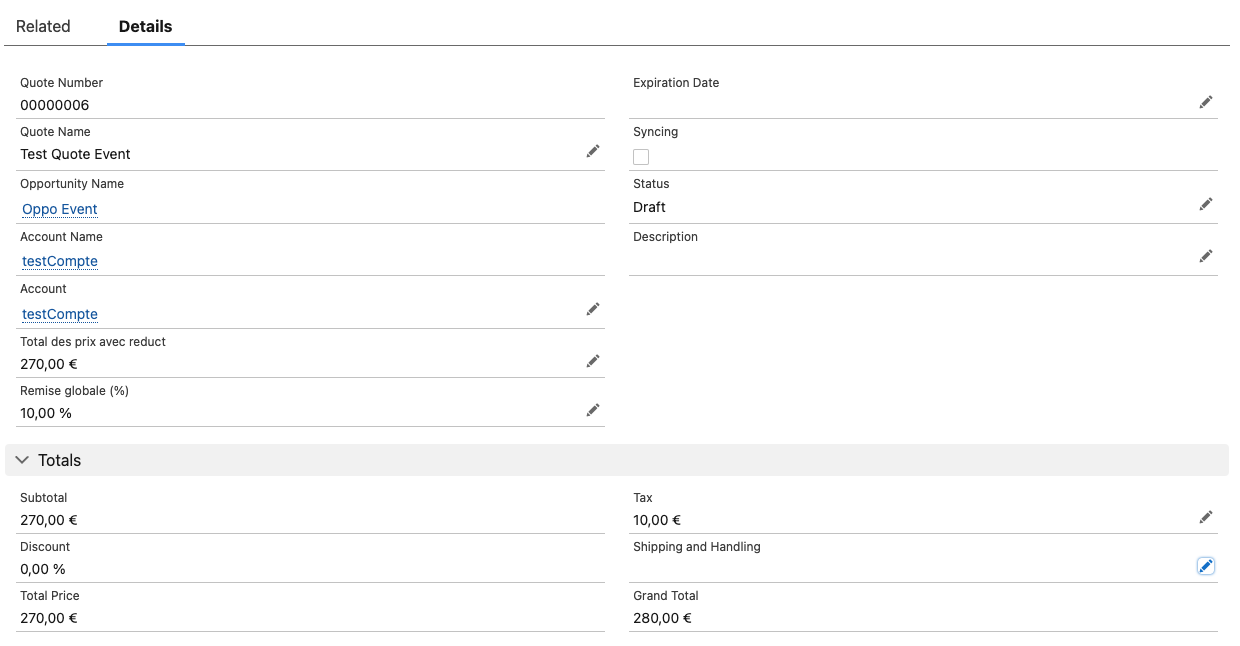 Related
Details
Quote Number
00000006
Quote Name
Test Quote Event
Opportunity Name
Oppo Event
Account Name
testCompte
Account
testCompte
Total des prix avec reduct
270,00 €
Remise globale (%)
10,00 %
Expiration Date
Syncing
Status
Draft
Description
Totals
Subtotal
270,00 €
Discount
0,00 %
Total Price
270,00 €
Tax
10,00 €
Shipping and Handling
Grand Total
280,00 €